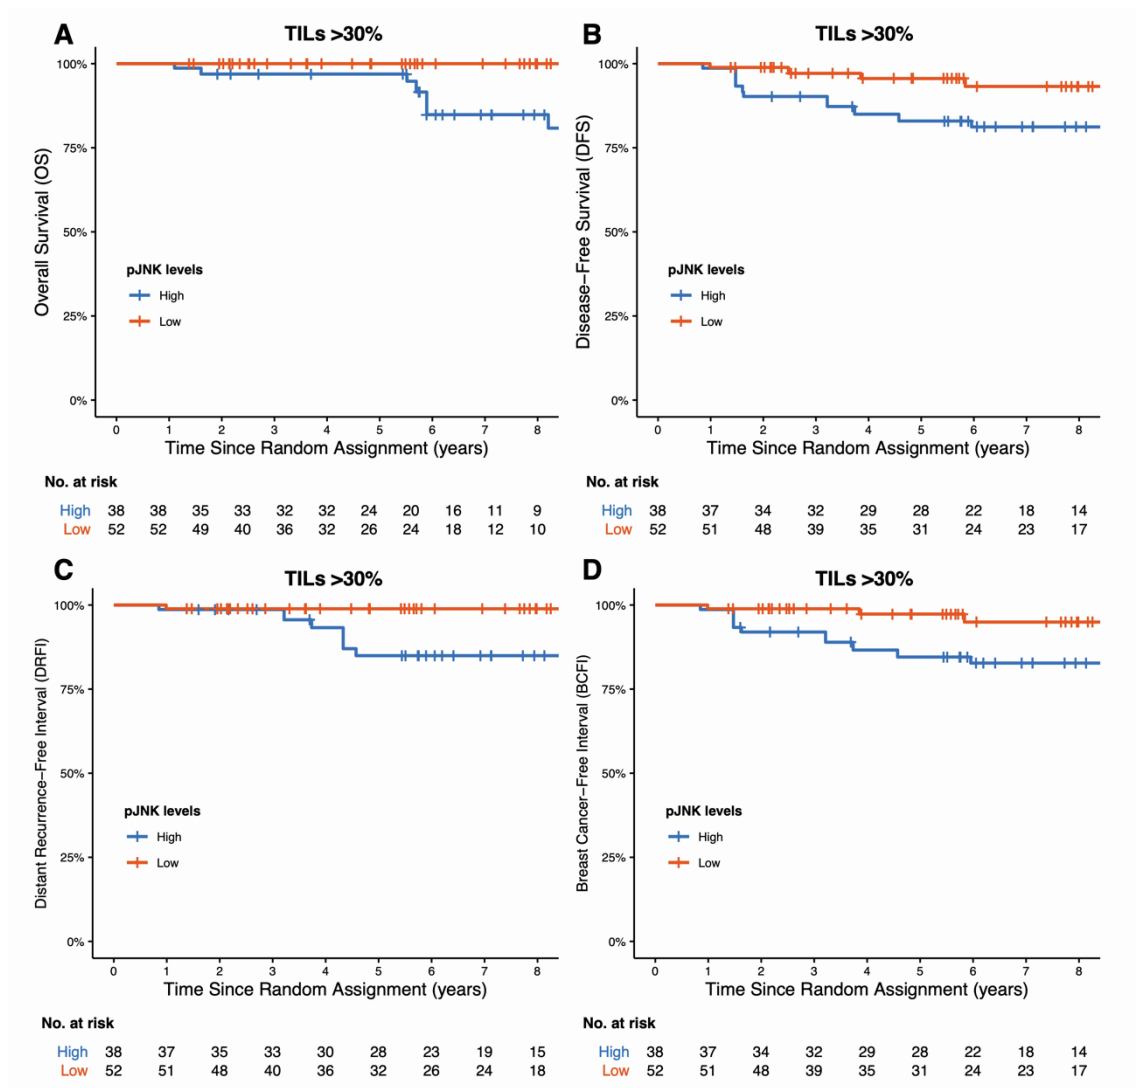 A
TILs >30%
Overall Survival (OS)
100%
75%
50%
25%
0%
pJNK levels
High
Low
0 1 2 3 4 5 6 7 8
Time Since Random Assignment (years)
No. at risk
High 38 38 35 33 32 32 24 20 16 11 9
Low 52 52 49 40 36 32 26 24 18 12 10
B
TILs >30%
Disease−Free Survival (DFS)
100%
75%
50%
25%
0%
pJNK levels
High
Low
0 1 2 3 4 5 6 7 8
Time Since Random Assignment (years)
No. at risk
High 38 37 34 32 29 28 22 18 14
Low 52 51 48 39 35 31 24 23 17
C
TILs >30%
Distant Recurrence−Free Interval (DRFI)
100%
75%
50%
25%
0%
pJNK levels
High
Low
0 1 2 3 4 5 6 7 8
Time Since Random Assignment (years)
No. at risk
High 38 37 35 33 30 28 23 19 15
Low 52 51 48 40 36 32 26 24 18
D
TILs >30%
Breast Cancer−Free Interval (BCFI)
100%
75%
50%
25%
0%
pJNK levels
High
Low
0 1 2 3 4 5 6 7 8
Time Since Random Assignment (years)
No. at risk
High 38 37 34 32 29 28 22 18 14
Low 52 51 48 39 35 31 24 23 17